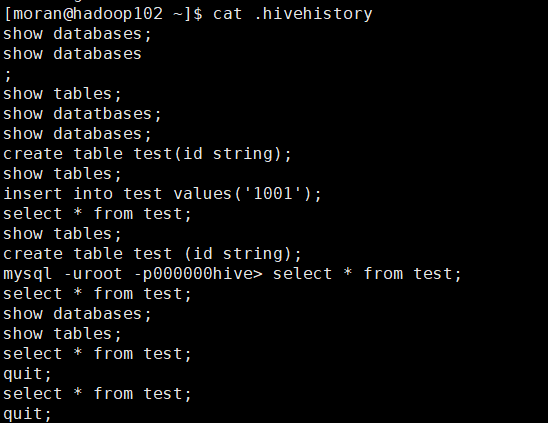 [moran@hadoop102 ~]$ cat .hivehistory
show databases;
show databases
;
show tables;
show datatbases;
show databases;
create table test(id string);
show tables;
insert into test values('1001');
select * from test;
show tables;
create table test (id string);
mysql -uroot -p000000hive> select * from test;
select * from test;
show databases;
show tables;
select * from test;
quit;
select * from test;
quit;